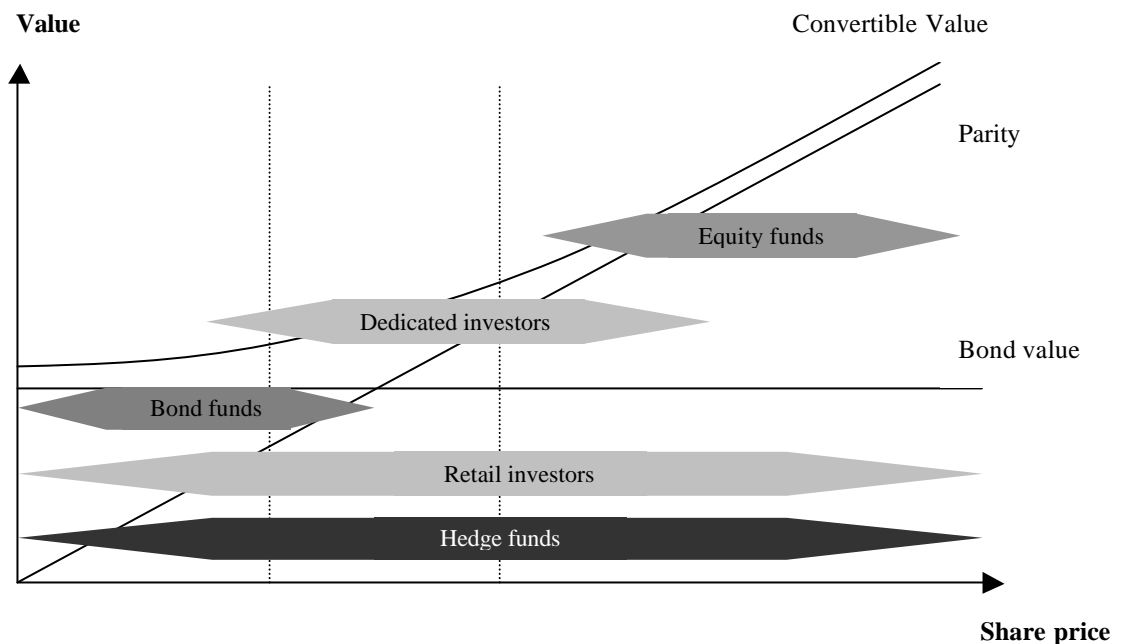 Value
Convertible Value
Parity
Equity funds
Dedicated investors
Bond value
Bond funds
Retail investors
Hedge funds
Share price